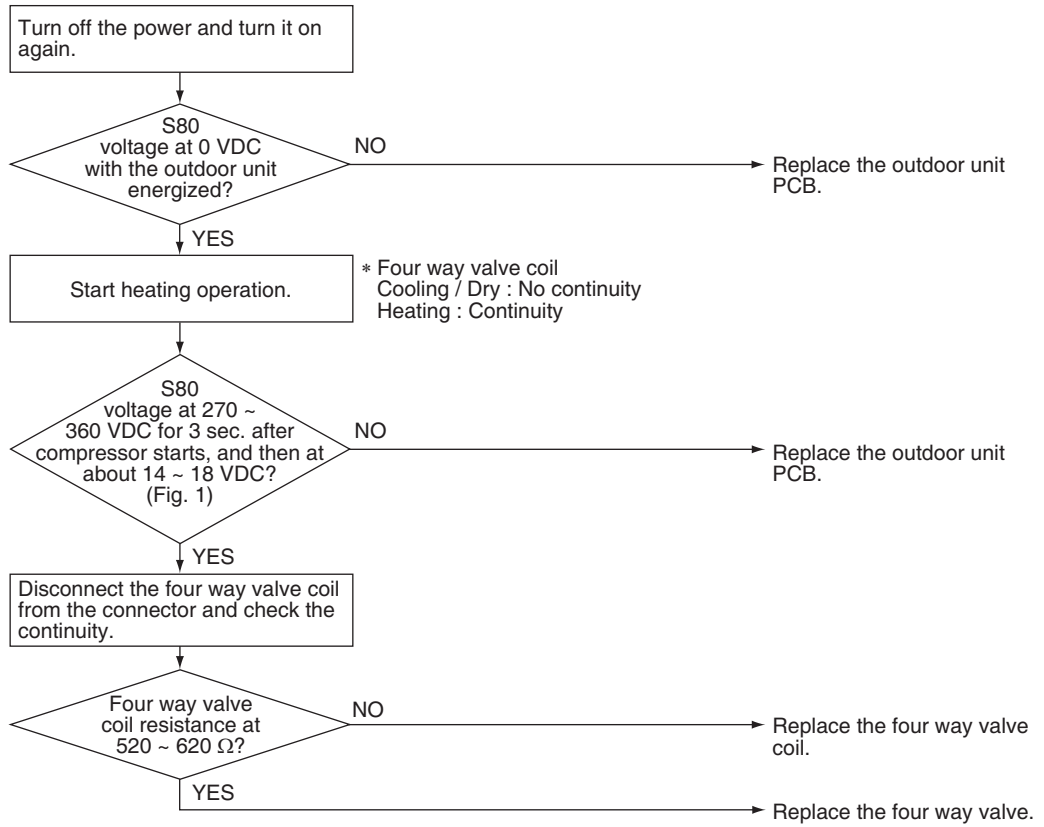 Turn off the power and turn it on
again.
S80
voltage at 0 VDC
with the outdoor unit
energized?
NO
Replace the outdoor unit
PCB.
YES
Start heating operation.
∗ Four way valve coil
Cooling / Dry : No continuity
Heating : Continuity
S80
voltage at 270 ~
360 VDC for 3 sec. after
compressor starts, and then at
about 14 ~ 18 VDC?
(Fig. 1)
NO
Replace the outdoor unit
PCB.
YES
Disconnect the four way valve coil
from the connector and check the
continuity.
Four way valve
coil resistance at
520 ~ 620 Ω?
NO
Replace the four way valve
coil.
YES
Replace the four way valve.